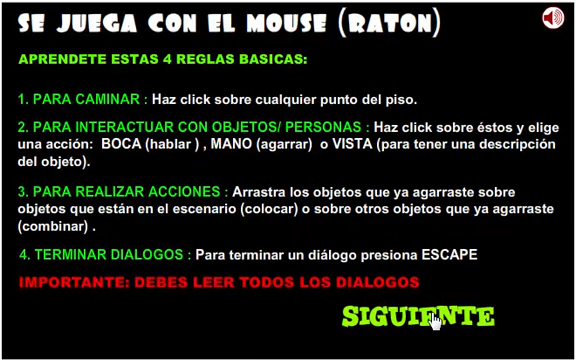 SE JUEGA CON EL MOUSE (RATON)
APRENDETE ESTAS 4 REGLAS BASICAS:
1. PARA CAMINAR : Haz click sobre cualquier punto del piso.
2. PARA INTERACTUAR CON OBJETOS/ PERSONAS : Haz click sobre éstos y elige
una acción:  BOCA (hablar ) , MANO (agarrar)  o VISTA (para tener una descripción
del objeto).
3. PARA REALIZAR ACCIONES : Arrastra los objetos que ya agarraste sobre
objetos que están en el escenario (colocar) o sobre otros objetos que ya agarraste
(combinar) .
4. TERMINAR DIALOGOS : Para terminar un diálogo presiona ESCAPE
IMPORTANTE: DEBES LEER TODOS LOS DIALOGOS
SIGUIENTE